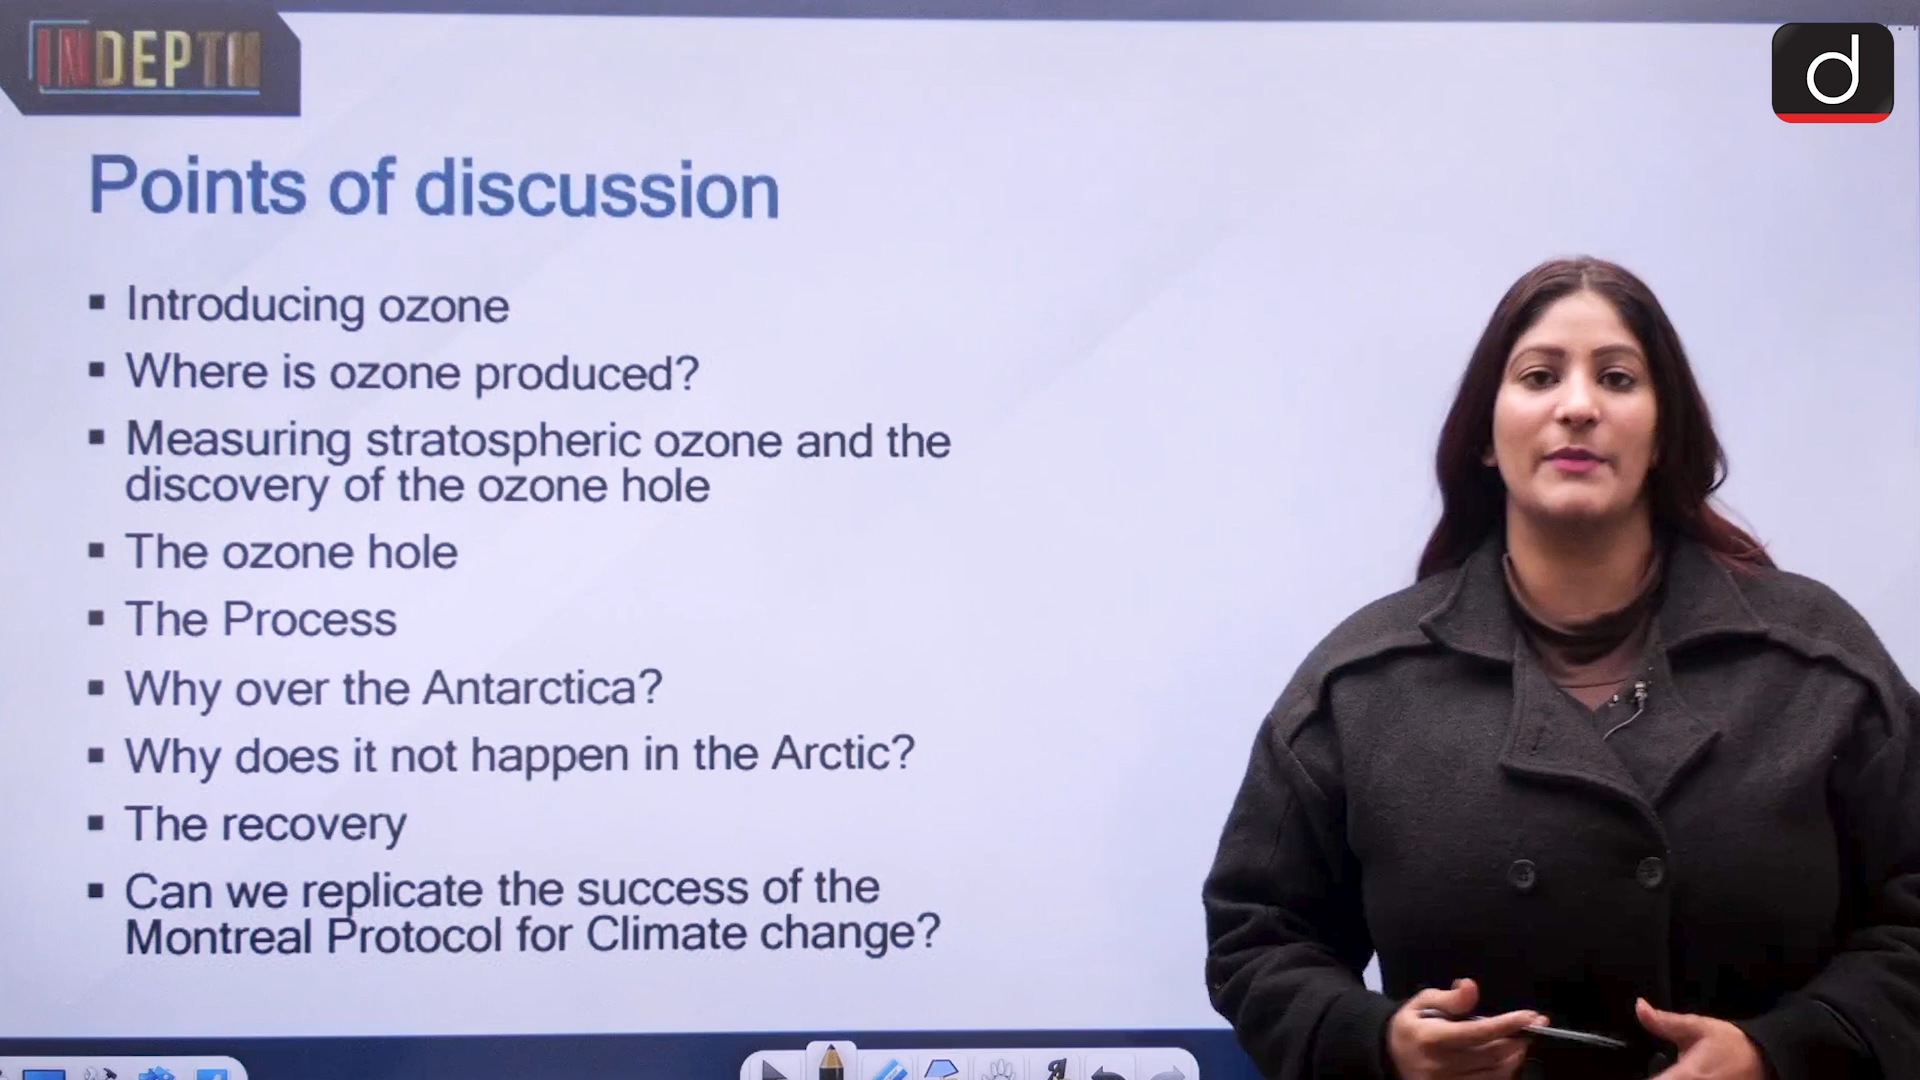 INDEPTH
d
Points of discussion
▪ Introducing ozone
▪ Where is ozone produced?
▪ Measuring stratospheric ozone and the
discovery of the ozone hole
▪ The ozone hole
▪ The Process
▪ Why over the Antarctica?
▪ Why does it not happen in the Arctic?
▪ The recovery
▪ Can we replicate the success of the
Montreal Protocol for Climate change?